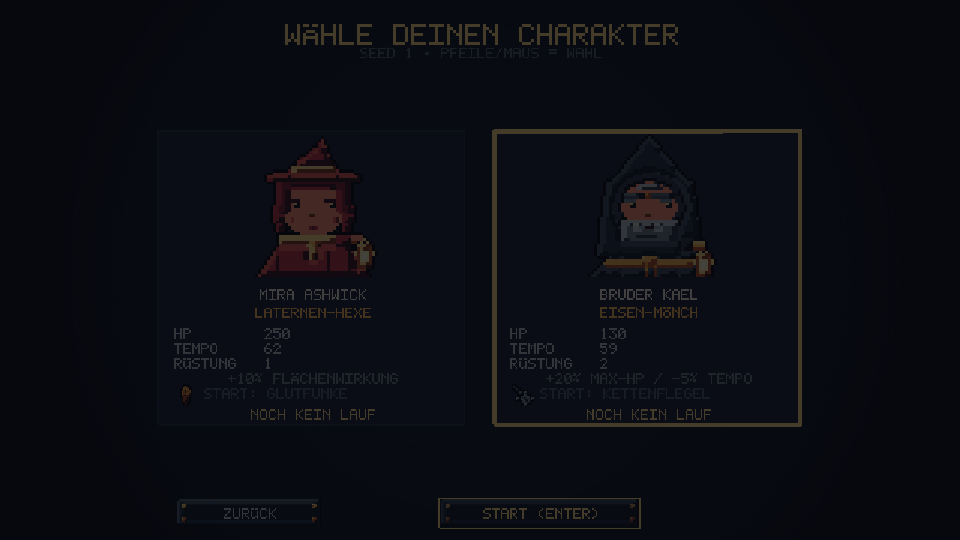 WÄHLE DEINEN CHARAKTER
SEED 1 - PFEILE/MAUS = WAHL
MIRA ASHWICK
LATERNEN-HEXE
HP 250
TEMPO 62
RÜSTUNG 1
+10% FLÄCHENWIRKUNG
START: GLUTFUNKE
NOCH KEIN LAUF
BRUDER KAEL
EISEN-MÖNCH
HP 130
TEMPO 59
RÜSTUNG 2
+20% MAX-HP / -5% TEMPO
START: KETTENFLEGEL
NOCH KEIN LAUF
ZURÜCK
START (ENTER)